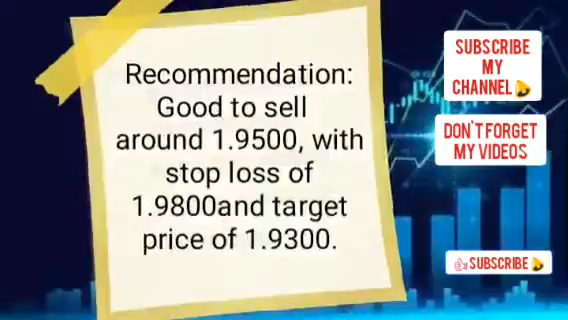 Recommendation:
Good to sell
around 1.9500, with
stop loss of
1.9800and target
price of 1.9300.
SUBSCRIBE
MY
CHANNEL
DON'T FORGET
MY VIDEOS
SUBSCRIBE